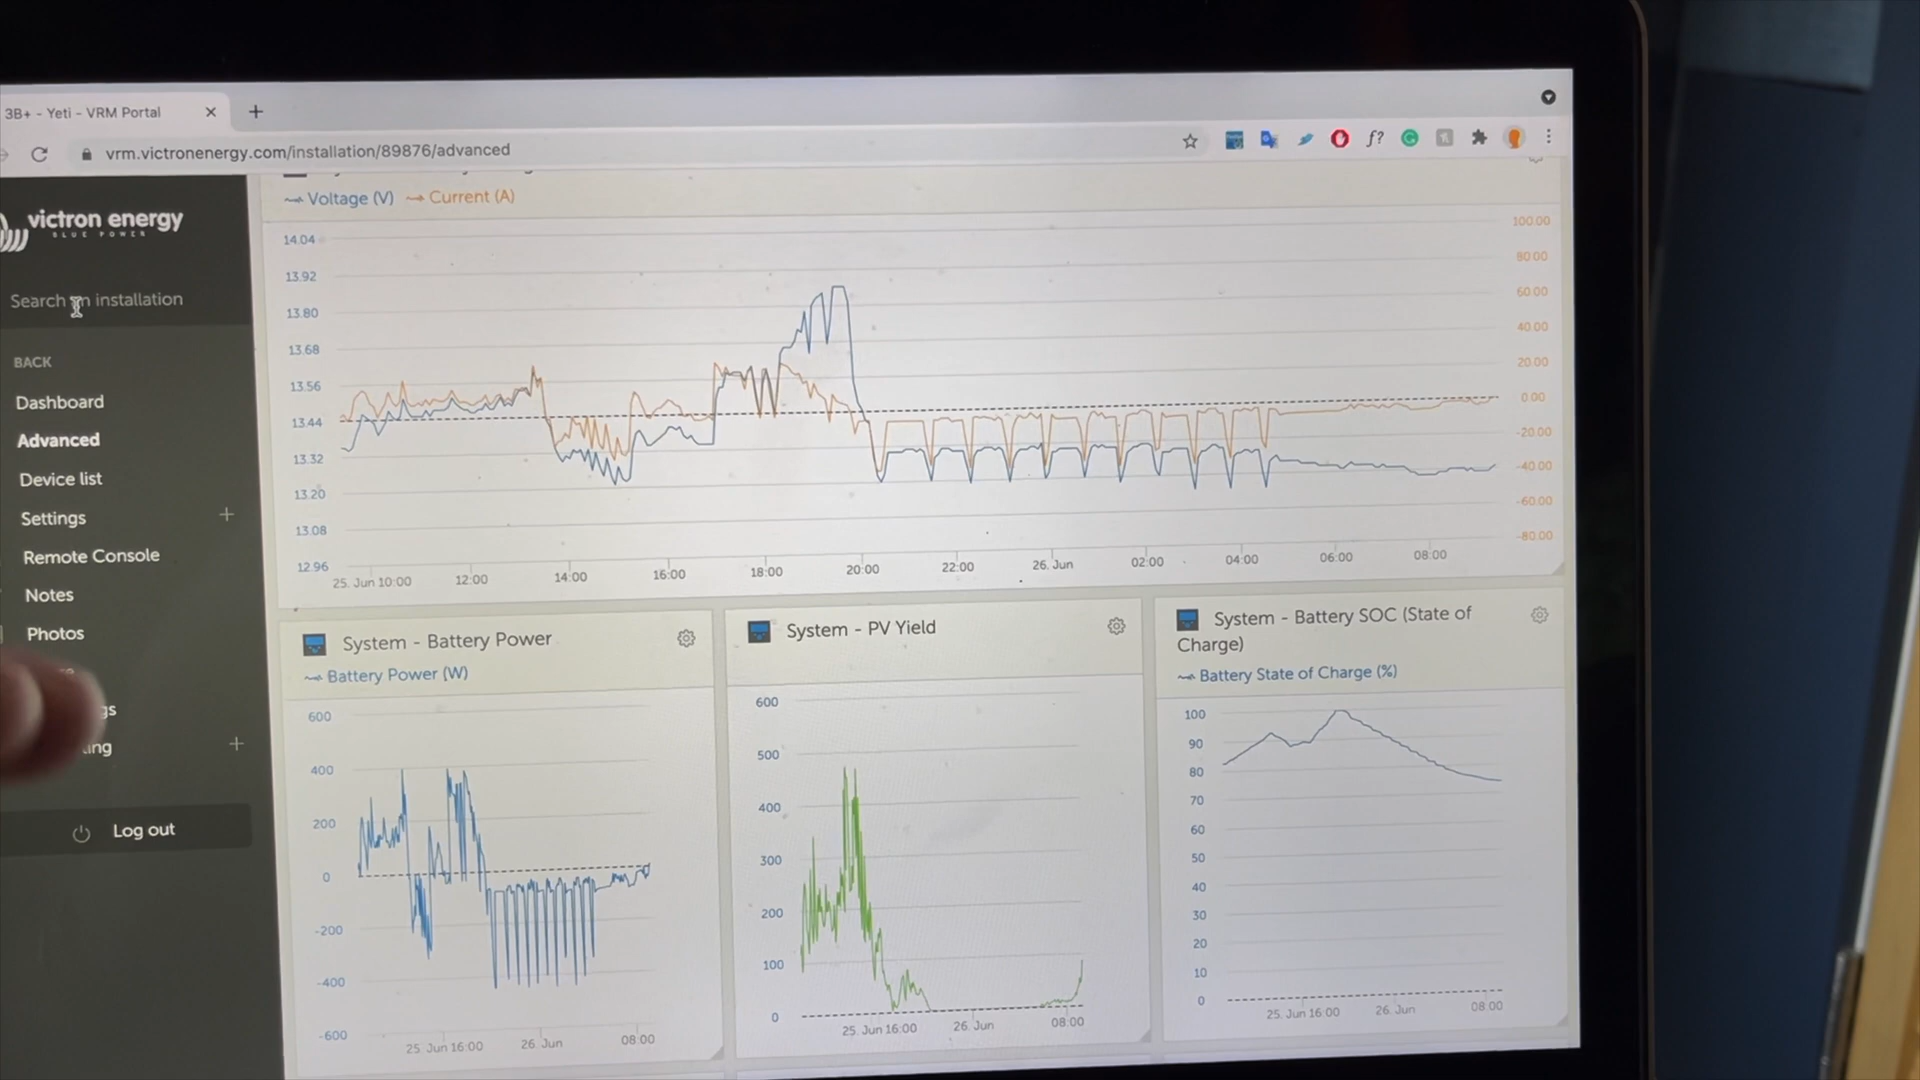 3B+ - Yeti - VRM Portal
vrm.victronenergy.com/installation/89876/advanced
f?
victron energy
BLUE POWER
Search an installation
BACK
Dashboard
Advanced
Device list
Settings
Remote Console
Notes
Photos
Log out
Voltage (V) Current (A)
14.04
13.92
13.80
13.68
13.56
13.44
13.32
13.20
13.08
12.96
100.00
80.00
60.00
40.00
20.00
0.00
-20.00
-40.00
-60.00
-80.00
25. Jun 10:00 12:00 14:00 16:00 18:00 20:00 22:00 26. Jun 02:00 04:00 06:00 08:00
System - Battery Power
Battery Power (W)
600
400
200
0
-200
-400
-600
25. Jun 16:00 26. Jun 08:00
System - PV Yield
600
500
400
300
200
100
0
25. Jun 16:00 26. Jun 08:00
System - Battery SOC (State of
Charge)
Battery State of Charge (%)
100
90
80
70
60
50
40
30
20
10
0
25. Jun 16:00 26. Jun 08:00